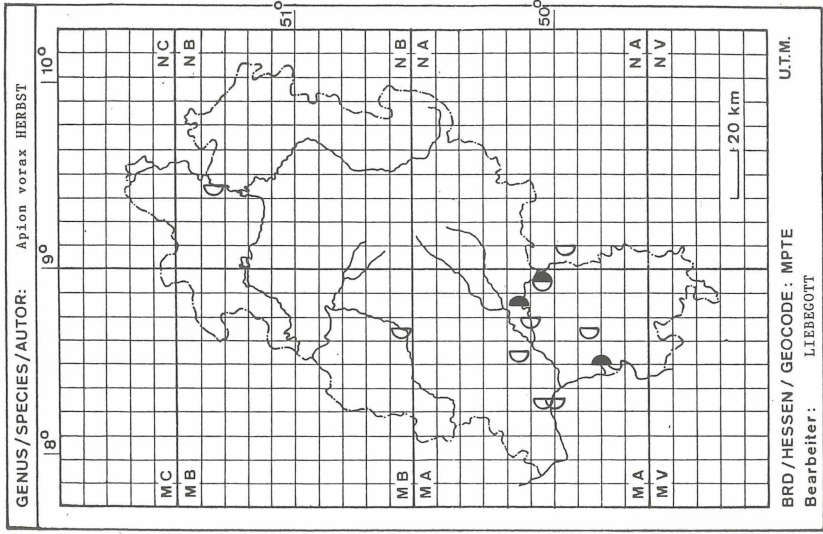 GENUS/SPECIES/AUTOR: Apion vorax HERBST
8° 9° 10°
MC NC
MB NB
51°
MB NB
MA NA
50°
MA NA
MV NV
20 km
BRD/HESSEN/GEOCODE: MPTE U.T.M.
Bearbeiter: LIEBEGOTT